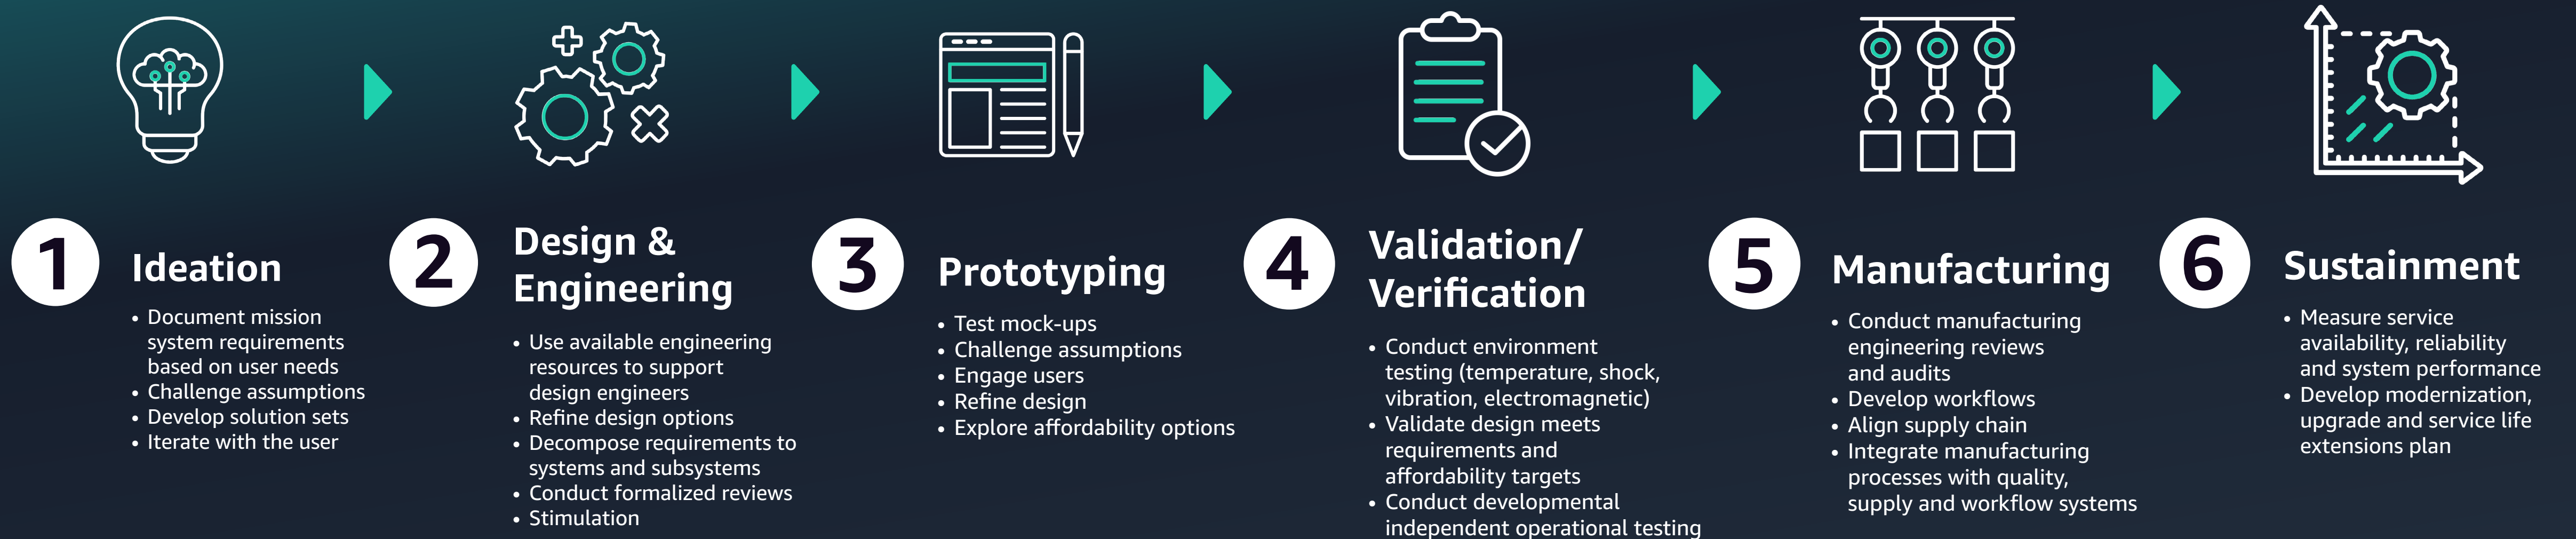 1
Ideation
• Document mission
system requirements
based on user needs
• Challenge assumptions
• Develop solution sets
• Iterate with the user
2
Design &
Engineering
• Use available engineering
resources to support
design engineers
• Refine design options
• Decompose requirements to
systems and subsystems
• Conduct formalized reviews
• Stimulation
3
Prototyping
• Test mock-ups
• Challenge assumptions
• Engage users
• Refine design
• Explore affordability options
4
Validation/
Verification
• Conduct environment
testing (temperature, shock,
vibration, electromagnetic)
• Validate design meets
requirements and
affordability targets
• Conduct developmental
independent operational testing
5
Manufacturing
• Conduct manufacturing
engineering reviews
and audits
• Develop workflows
• Align supply chain
• Integrate manufacturing
processes with quality,
supply and workflow systems
6
Sustainment
• Measure service
availability, reliability
and system performance
• Develop modernization,
upgrade and service life
extensions plan